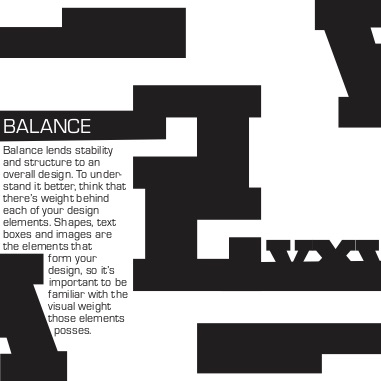 BALANCE
Balance lends stability
and structure to an
overall design. To under-
stand it better, think that
there's weight behind
each of your design
elements. Shapes, text
boxes and images are
the elements that
form your
design, so it's
important to be
familiar with the
visual weight
those elements
posses.